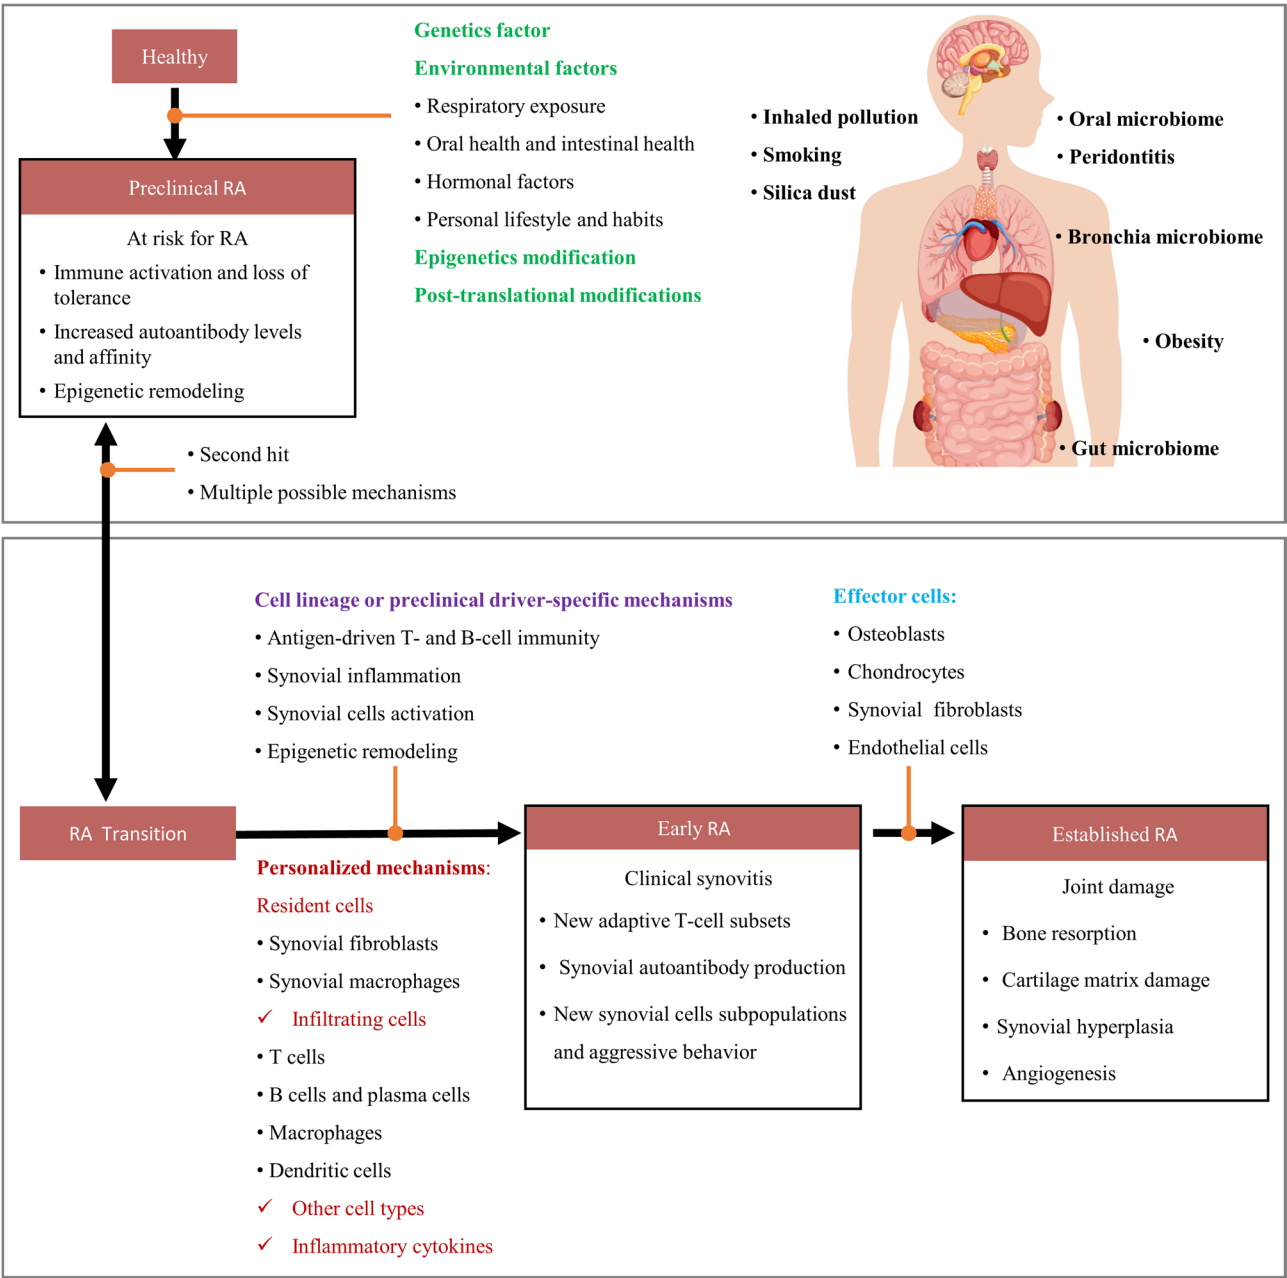 Healthy
Genetics factor
Environmental factors
• Respiratory exposure
• Oral health and intestinal health
• Hormonal factors
• Personal lifestyle and habits
Epigenetics modification
Post-translational modifications
• Inhaled pollution
• Smoking
• Silica dust
• Oral microbiome
• Peridontitis
• Bronchia microbiome
• Obesity
• Gut microbiome
Preclinical RA
At risk for RA
• Immune activation and loss of
tolerance
• Increased autoantibody levels
and affinity
• Epigenetic remodeling
• Second hit
• Multiple possible mechanisms
Cell lineage or preclinical driver-specific mechanisms
• Antigen-driven T- and B-cell immunity
• Synovial inflammation
• Synovial cells activation
• Epigenetic remodeling
Effector cells:
• Osteoblasts
• Chondrocytes
• Synovial fibroblasts
• Endothelial cells
RA Transition
Personalized mechanisms:
Resident cells
• Synovial fibroblasts
• Synovial macrophages
✓ Infiltrating cells
• T cells
• B cells and plasma cells
• Macrophages
• Dendritic cells
✓ Other cell types
✓ Inflammatory cytokines
Early RA
Clinical synovitis
• New adaptive T-cell subsets
• Synovial autoantibody production
• New synovial cells subpopulations
and aggressive behavior
Established RA
Joint damage
• Bone resorption
• Cartilage matrix damage
• Synovial hyperplasia
• Angiogenesis